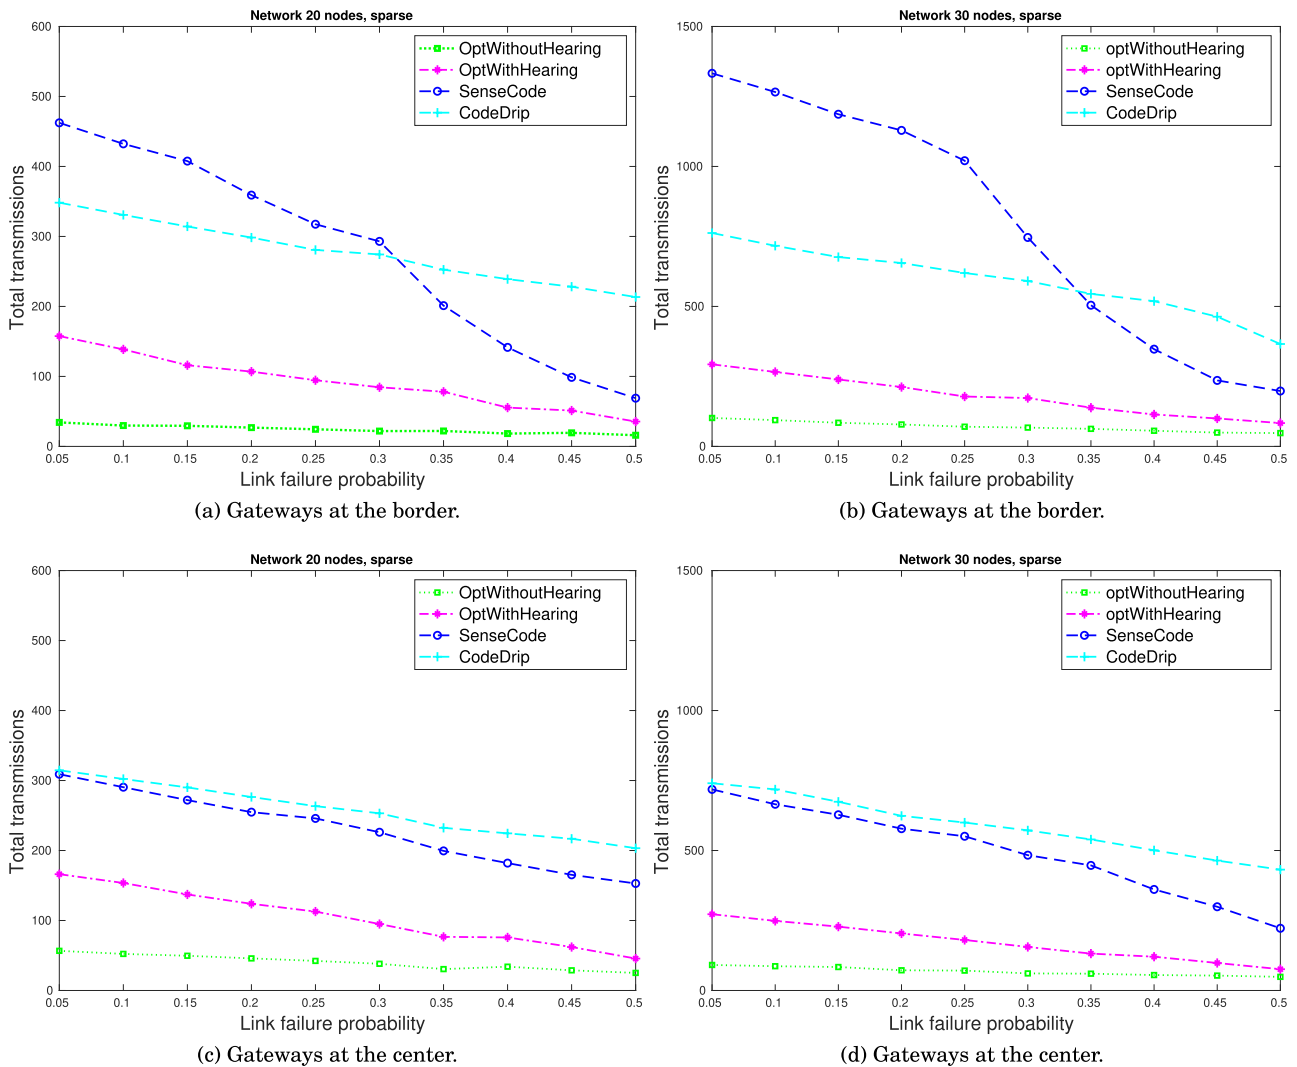 Network 20 nodes, sparse
600
500
400
300
200
100
0
Total transmissions
OptWithoutHearing
OptWithHearing
SenseCode
CodeDrip
0.05 0.1 0.15 0.2 0.25 0.3 0.35 0.4 0.45 0.5
Link failure probability
(a) Gateways at the border.
Network 30 nodes, sparse
1500
1000
500
0
Total transmissions
optWithoutHearing
optWithHearing
SenseCode
CodeDrip
0.05 0.1 0.15 0.2 0.25 0.3 0.35 0.4 0.45 0.5
Link failure probability
(b) Gateways at the border.
Network 20 nodes, sparse
600
500
400
300
200
100
0
Total transmissions
OptWithoutHearing
OptWithHearing
SenseCode
CodeDrip
0.05 0.1 0.15 0.2 0.25 0.3 0.35 0.4 0.45 0.5
Link failure probability
(c) Gateways at the center.
Network 30 nodes, sparse
1500
1000
500
0
Total transmissions
optWithoutHearing
optWithHearing
SenseCode
CodeDrip
0.05 0.1 0.15 0.2 0.25 0.3 0.35 0.4 0.45 0.5
Link failure probability
(d) Gateways at the center.